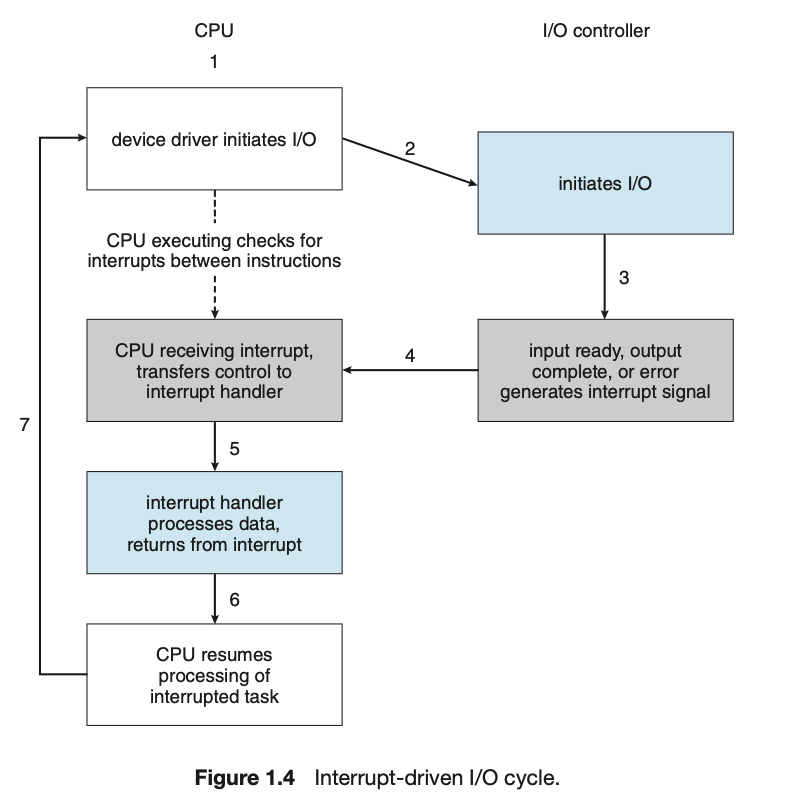 CPU
I/O controller
1
device driver initiates I/O
2
initiates I/O
CPU executing checks for
interrupts between instructions
3
CPU receiving interrupt,
transfers control to
interrupt handler
4
input ready, output
complete, or error
generates interrupt signal
7
5
interrupt handler
processes data,
returns from interrupt
6
CPU resumes
processing of
interrupted task
Figure 1.4 Interrupt-driven I/O cycle.